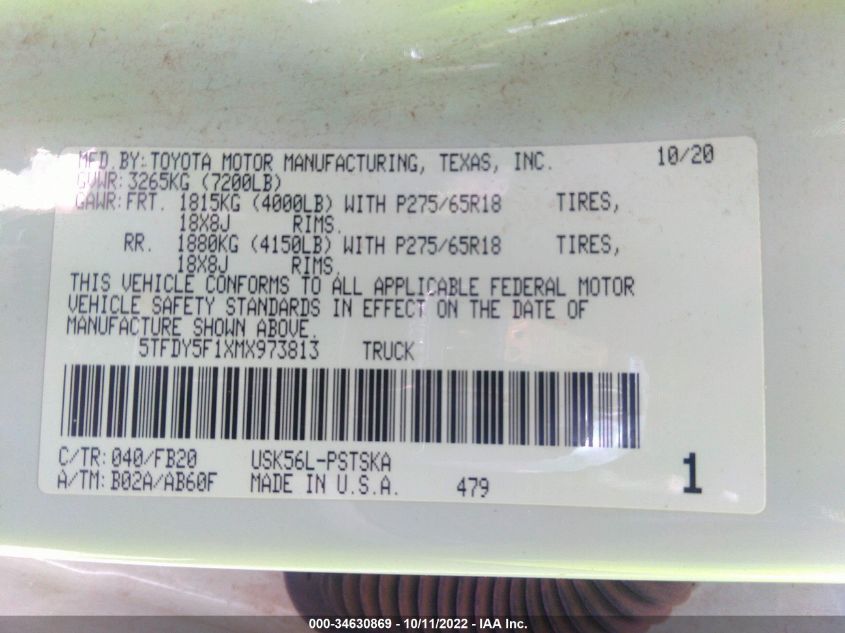 MFD.BY:TOYOTA MOTOR MANUFACTURING, TEXAS, INC. 10/20
GVWR:3265KG (7200LB)
GAWR:FRT. 1815KG (4000LB) WITH P275/65R18 TIRES,
18X8J RIMS.
RR. 1880KG (4150LB) WITH P275/65R18 TIRES,
18X8J RIMS.
THIS VEHICLE CONFORMS TO ALL APPLICABLE FEDERAL MOTOR
VEHICLE SAFETY STANDARDS IN EFFECT ON THE DATE OF
MANUFACTURE SHOWN ABOVE.
5TFDY5F1XMX973813 TRUCK
C/TR:040/FB20 USK56L-PSTSKA
A/TM:B02A/AB60F MADE IN U.S.A. 479 1
000-34630869 - 10/11/2022 - IAA Inc.